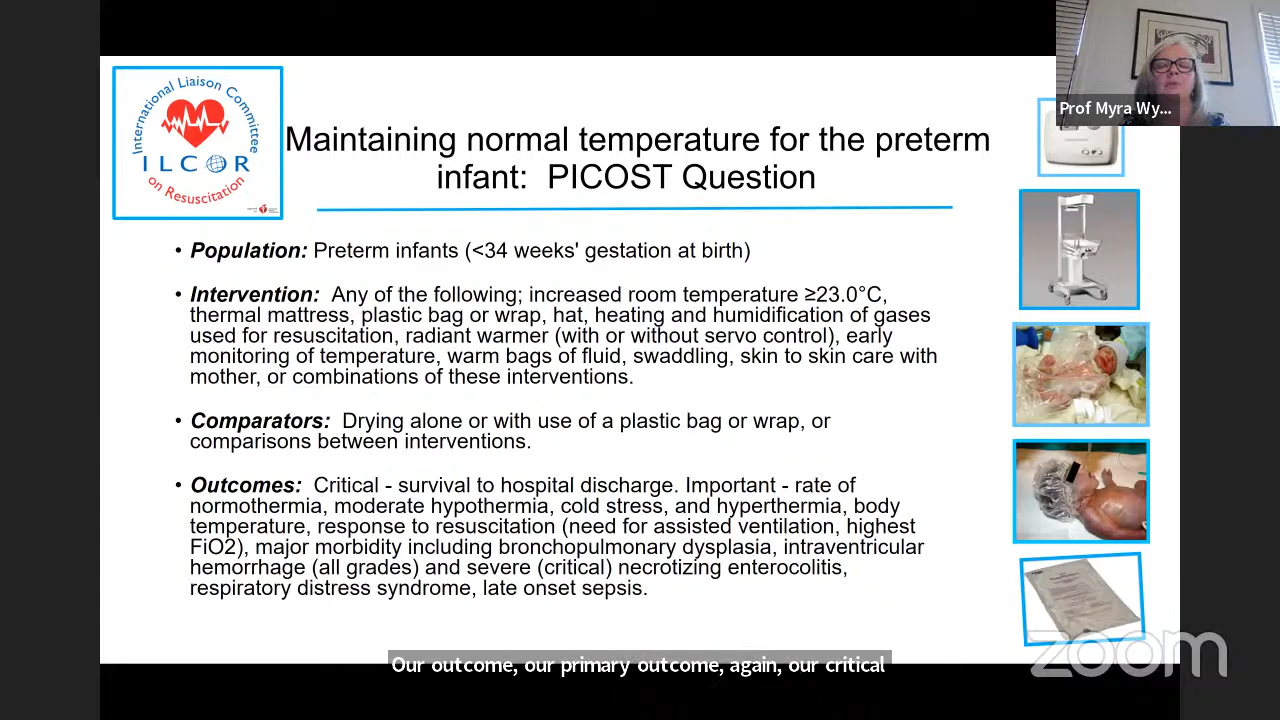 International Liaison Committee
ILCOR
on Resuscitation
Prof Myra Wy...
Maintaining normal temperature for the preterm
infant: PICOST Question
• Population: Preterm infants (<34 weeks' gestation at birth)
• Intervention: Any of the following; increased room temperature ≥23.0°C,
thermal mattress, plastic bag or wrap, hat, heating and humidification of gases
used for resuscitation, radiant warmer (with or without servo control), early
monitoring of temperature, warm bags of fluid, swaddling, skin to skin care with
mother, or combinations of these interventions.
• Comparators: Drying alone or with use of a plastic bag or wrap, or
comparisons between interventions.
• Outcomes: Critical - survival to hospital discharge. Important - rate of
normothermia, moderate hypothermia, cold stress, and hyperthermia, body
temperature, response to resuscitation (need for assisted ventilation, highest
FiO2), major morbidity including bronchopulmonary dysplasia, intraventricular
hemorrhage (all grades) and severe (critical) necrotizing enterocolitis,
respiratory distress syndrome, late onset sepsis.
Our outcome, our primary outcome, again, our critical
zoom